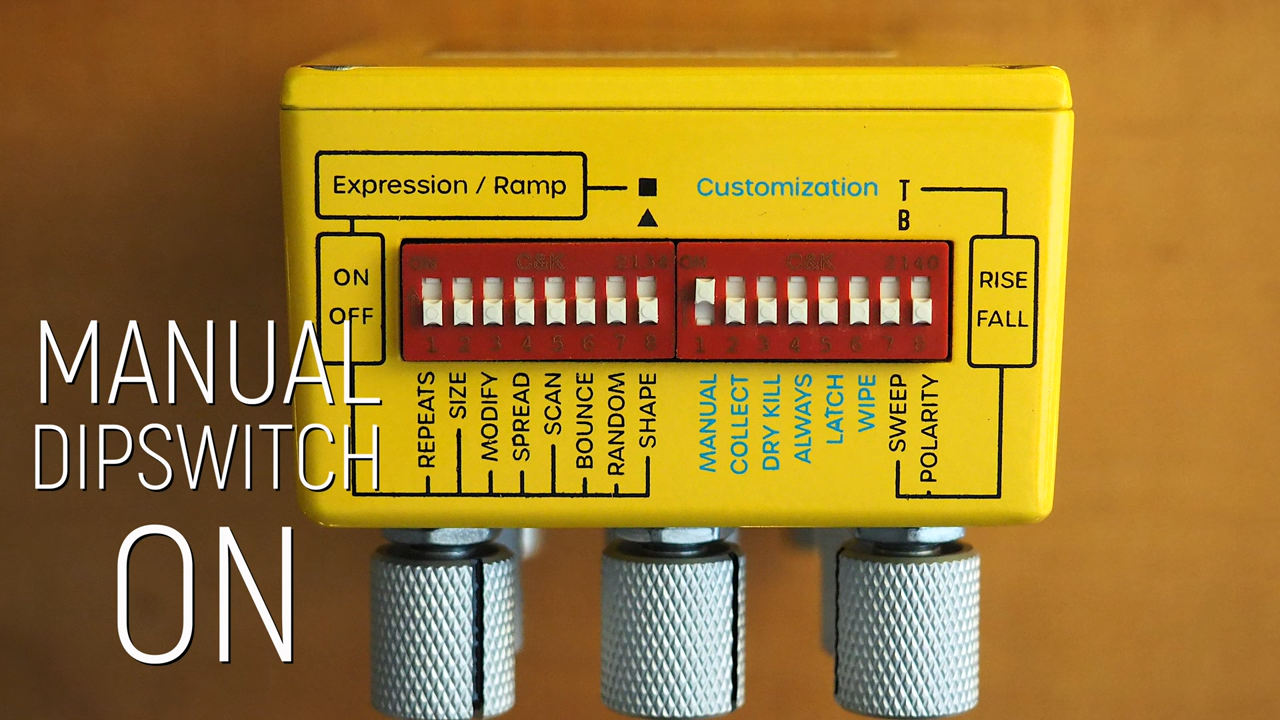 Expression / Ramp
Customization
T
B
ON
OFF
ON C&K
ON C&K
RISE
FALL
1 2 3 4 5 6 7 8
1 2 3 4 5 6 7 8
REPEATS
SIZE
MODIFY
SPREAD
SCAN
BOUNCE
RANDOM
SHAPE
MANUAL
COLLECT
DRY KILL
ALWAYS
LATCH
WIPE
SWEEP
POLARITY
MANUAL
DIPSWITCH
ON